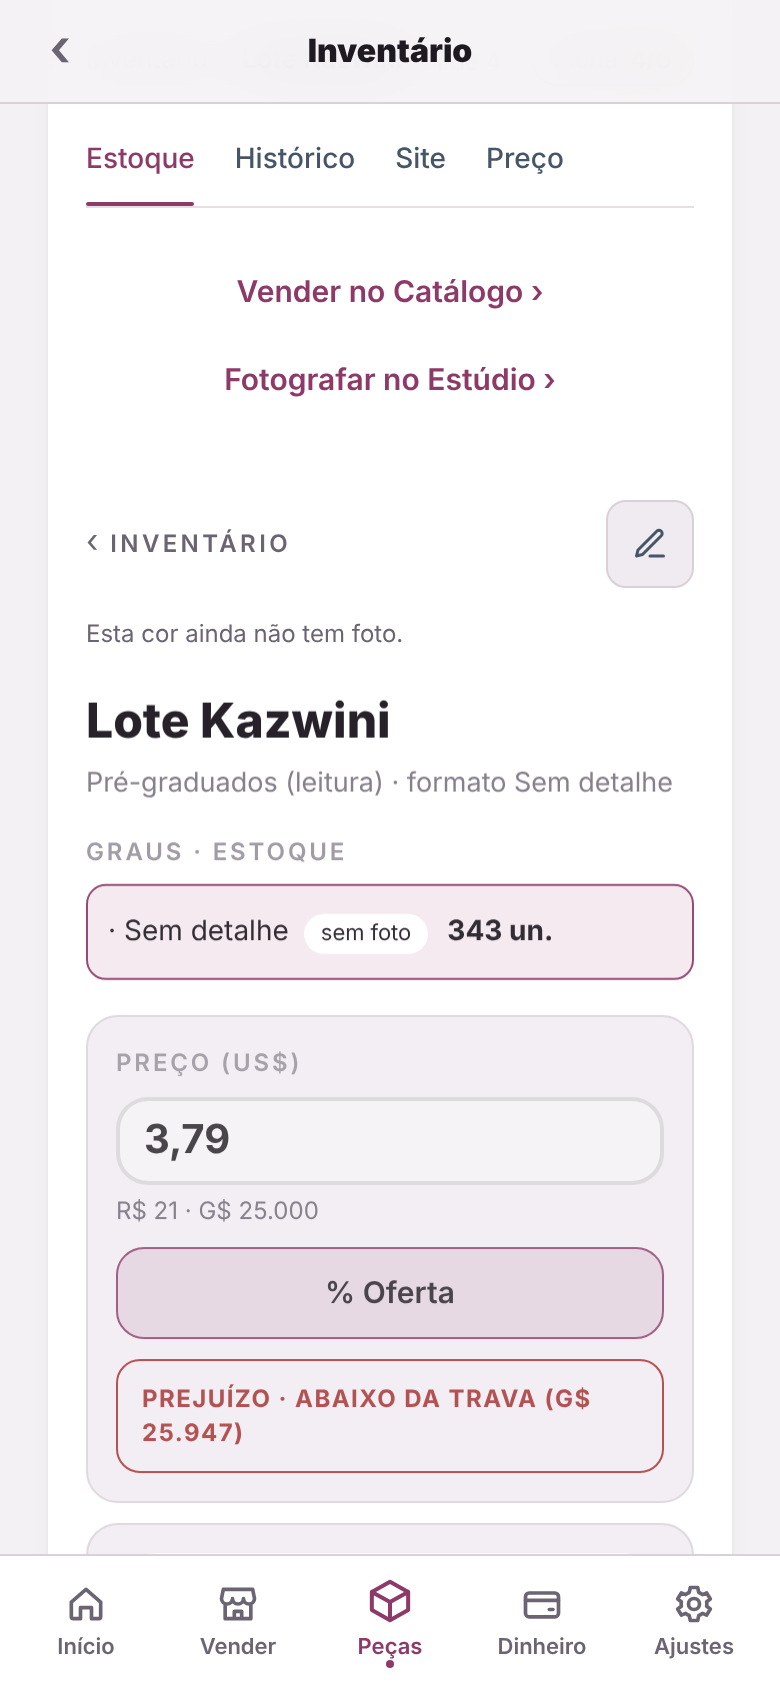 Inventário
Estoque Histórico Site Preço
Vender no Catálogo ›
Fotografar no Estúdio ›
‹ INVENTÁRIO
Esta cor ainda não tem foto.
Lote Kazwini
Pré-graduados (leitura) · formato Sem detalhe
GRAUS · ESTOQUE
· Sem detalhe sem foto 343 un.
PREÇO (US$)
3,79
R$ 21 · G$ 25.000
% Oferta
PREJUÍZO · ABAIXO DA TRAVA (G$
25.947)
Início Vender Peças Dinheiro Ajustes